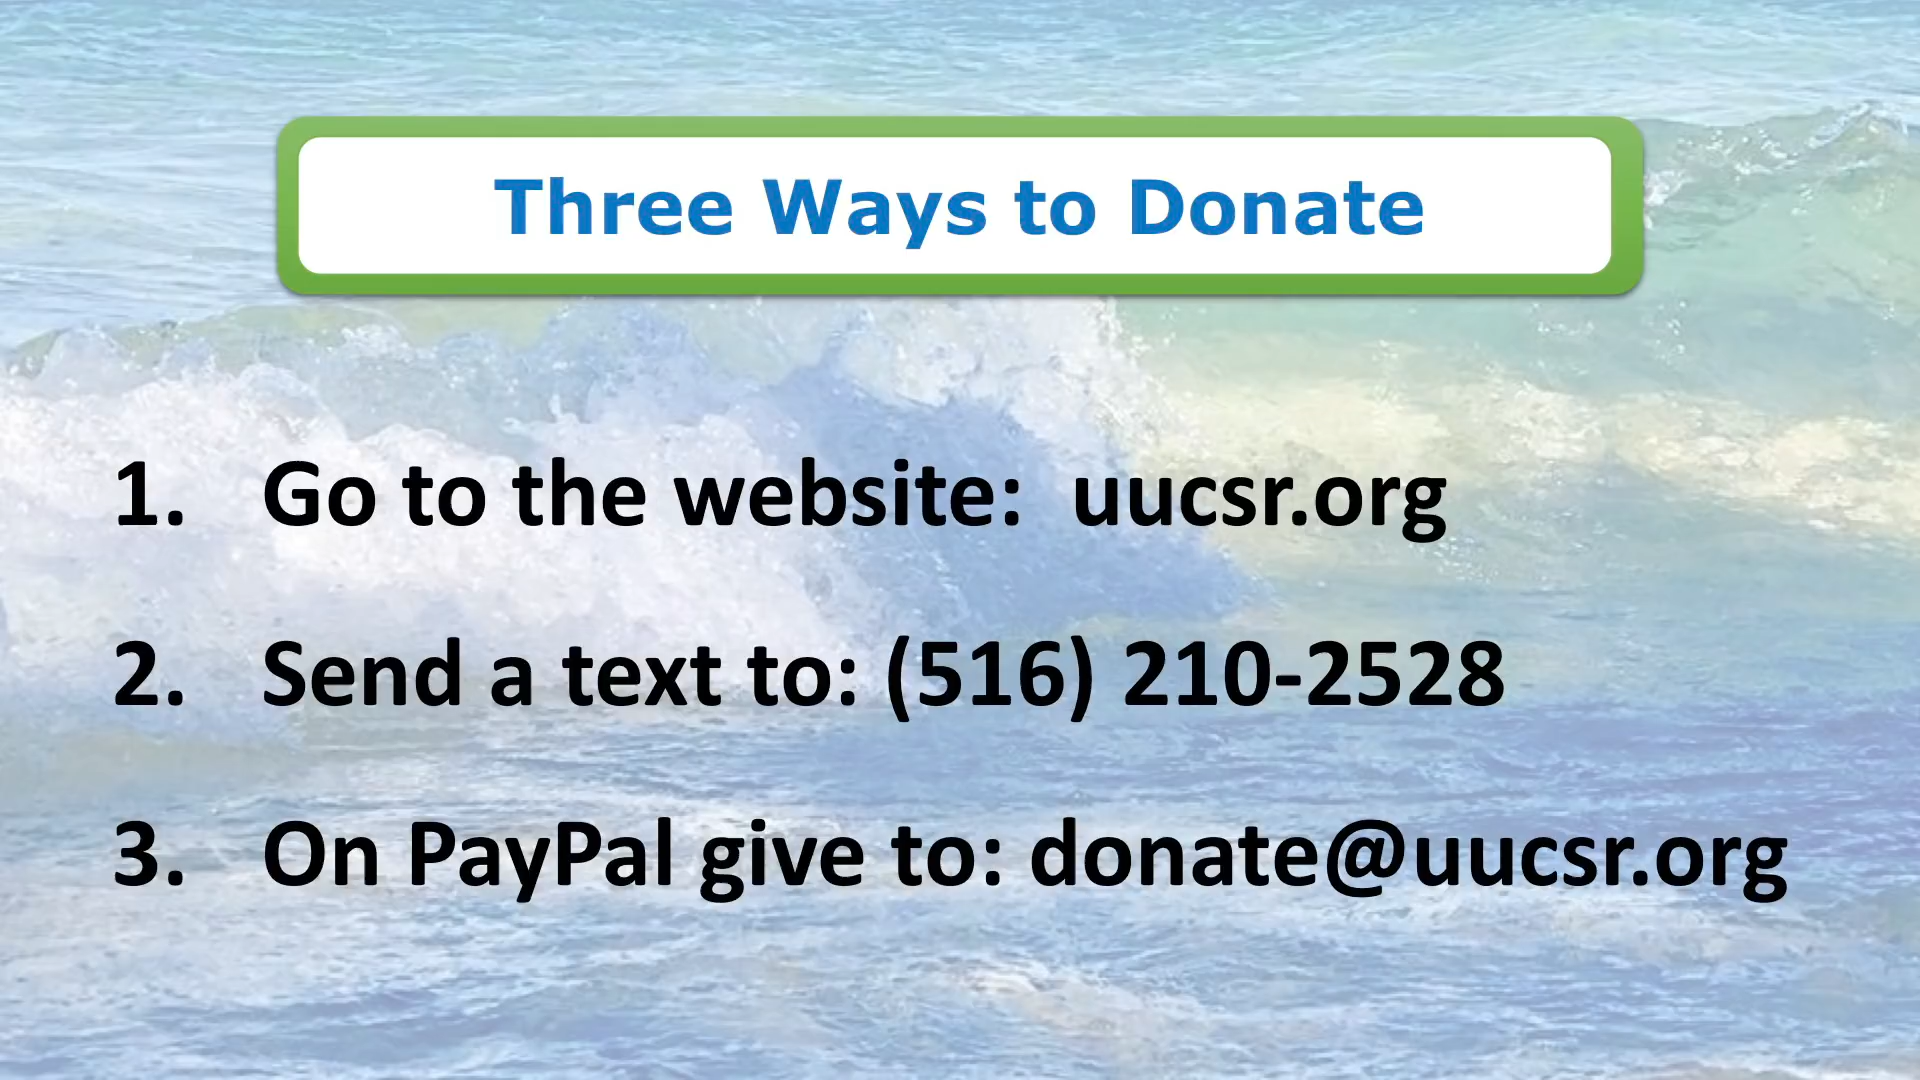 Three Ways to Donate
1. Go to the website: uucsr.org
2. Send a text to: (516) 210-2528
3. On PayPal give to: donate@uucsr.org